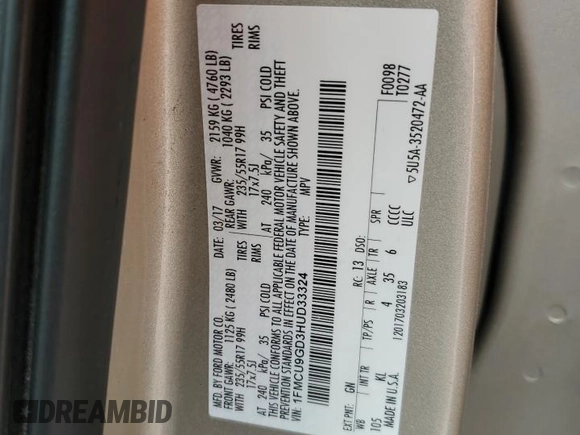 MFD. BY FORD MOTOR CO.
DATE: 03/17 GVWR: 2159 KG ( 4760 LB)
FRONT GAWR: 1125 KG ( 2480 LB) REAR GAWR: 1040 KG ( 2293 LB)
WITH 235/55R17 99H TIRES WITH 235/55R17 99H TIRES
17x7.5J RIMS 17x7.5J RIMS
AT 240 kPa/ 35 PSI COLD AT 240 kPa/ 35 PSI COLD
THIS VEHICLE CONFORMS TO ALL APPLICABLE FEDERAL MOTOR VEHICLE SAFETY AND THEFT
PREVENTION STANDARDS IN EFFECT ON THE DATE OF MANUFACTURE SHOWN ABOVE.
VIN: 1FMCU9GD3HUD33324 TYPE: MPV
F0098
T0277
EXT PNT: GN RC: 13 DSO:
WB INT TR TP/PS R AXLE TR SPR
105 KL 4 35 6 CCCC
ULC
MADE IN U.S.A. 1201703203183
▽5U5A-3520472-AA
DREAMBID